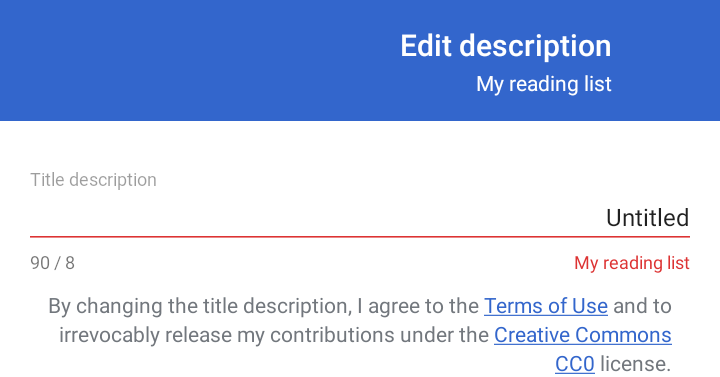 Edit description
My reading list
Title description
Untitled
90 / 8
My reading list
By changing the title description, I agree to the Terms of Use and to
irrevocably release my contributions under the Creative Commons
CC0 license.